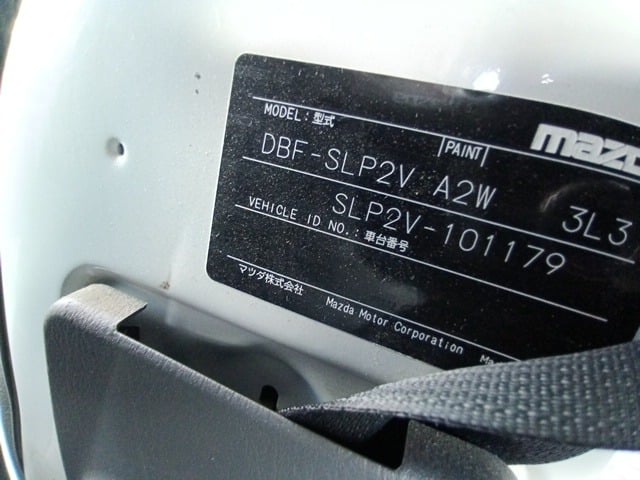 mazda
MODEL: 型式 PAINT
DBF-SLP2V A2W 3L3
VEHICLE ID NO.: 車台番号 SLP2V-101179
マツダ株式会社 Mazda Motor Corporation